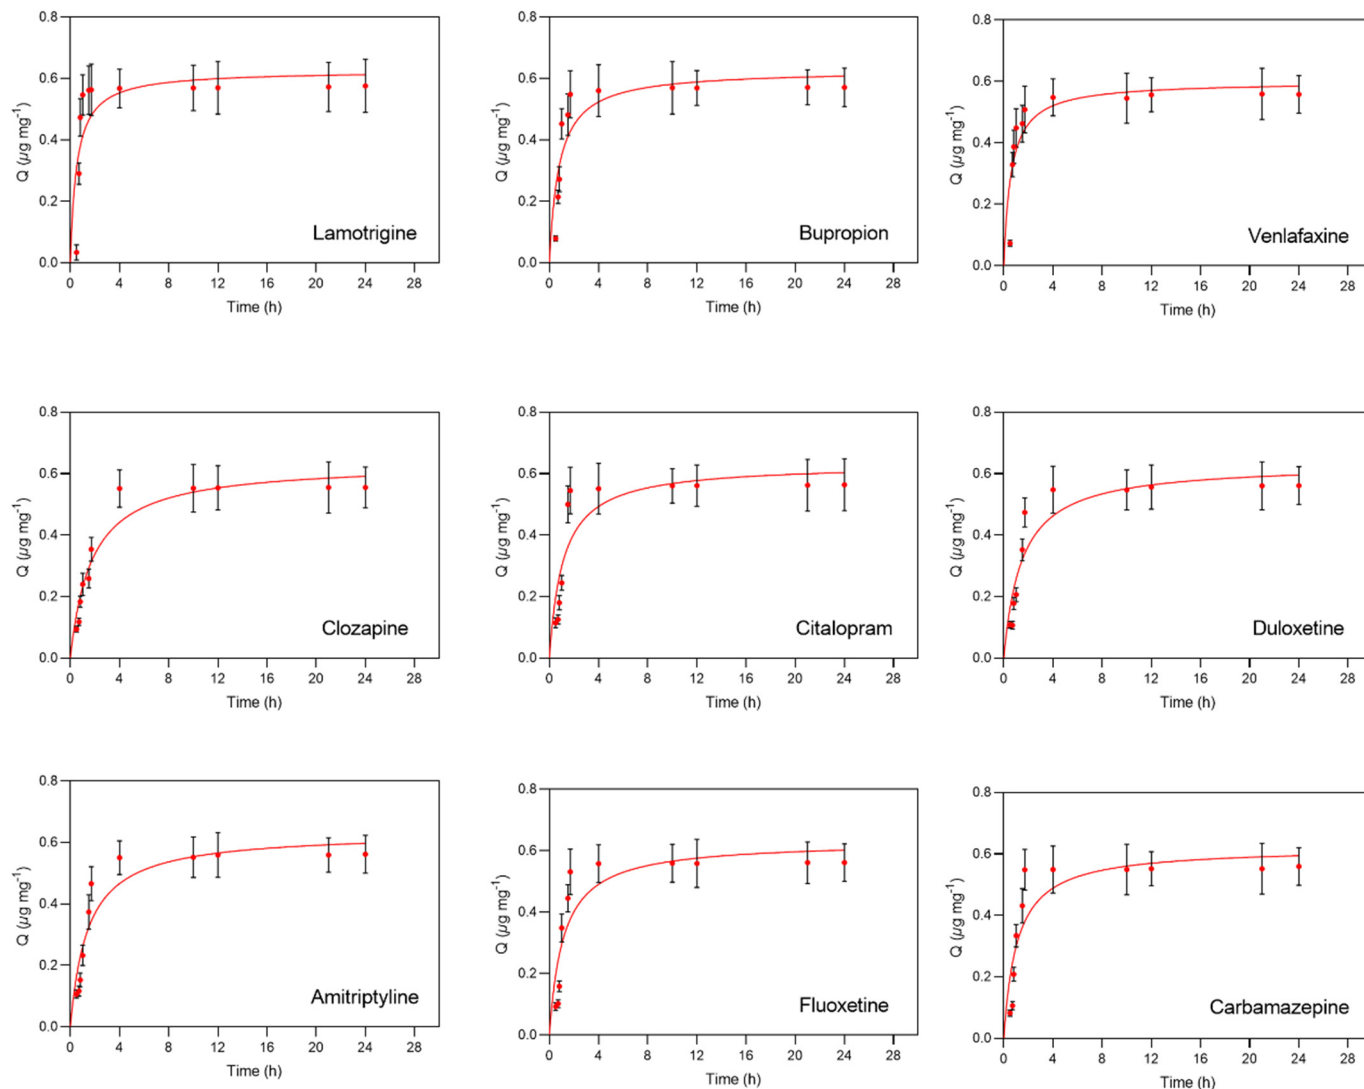 0.8
0.6
0.4
0.2
0.0
Q (µg mg⁻¹)
Lamotrigine
0 4 8 12 16 20 24 28
Time (h)
0.8
0.6
0.4
0.2
0.0
Q (µg mg⁻¹)
Bupropion
0 4 8 12 16 20 24 28
Time (h)
0.8
0.6
0.4
0.2
0.0
Q (µg mg⁻¹)
Venlafaxine
0 4 8 12 16 20 24 28
Time (h)
0.8
0.6
0.4
0.2
0.0
Q (µg mg⁻¹)
Clozapine
0 4 8 12 16 20 24 28
Time (h)
0.8
0.6
0.4
0.2
0.0
Q (µg mg⁻¹)
Citalopram
0 4 8 12 16 20 24 28
Time (h)
0.8
0.6
0.4
0.2
0.0
Q (µg mg⁻¹)
Duloxetine
0 4 8 12 16 20 24 28
Time (h)
0.8
0.6
0.4
0.2
0.0
Q (µg mg⁻¹)
Amitriptyline
0 4 8 12 16 20 24 28
Time (h)
0.8
0.6
0.4
0.2
0.0
Q (µg mg⁻¹)
Fluoxetine
0 4 8 12 16 20 24 28
Time (h)
0.8
0.6
0.4
0.2
0.0
Q (µg mg⁻¹)
Carbamazepine
0 4 8 12 16 20 24 28
Time (h)